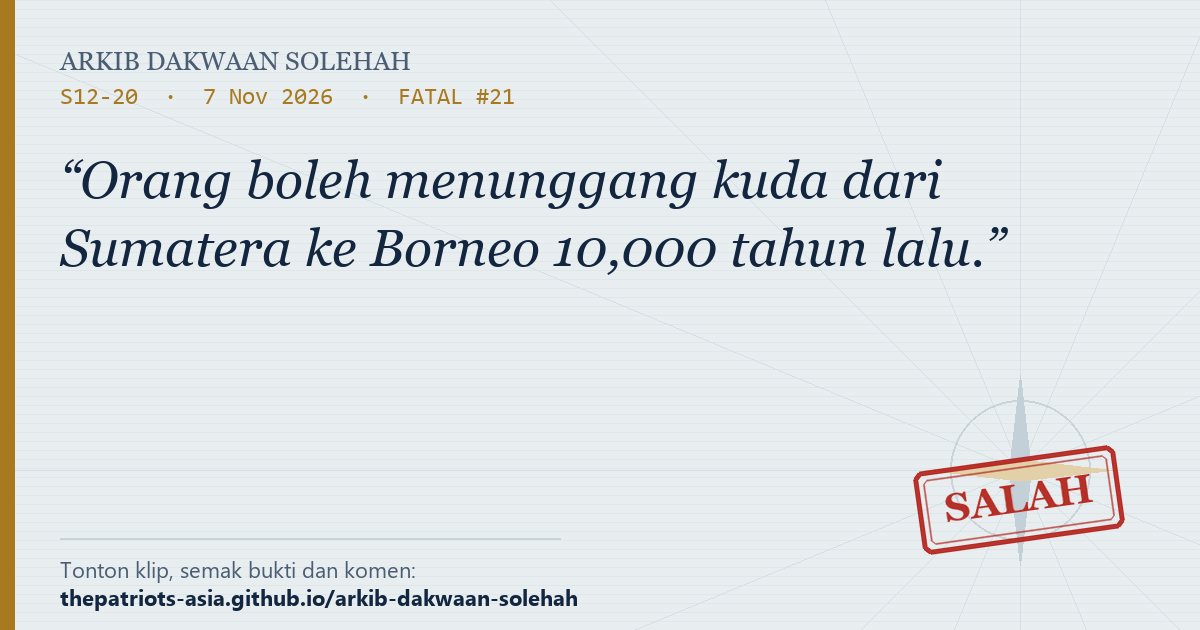 ARKIB DAKWAAN SOLEHAH
S12-20 · 7 Nov 2026 · FATAL #21
“Orang boleh menunggang kuda dari
Sumatera ke Borneo 10,000 tahun lalu.”
SALAH
Tonton klip, semak bukti dan komen:
thepatriots-asia.github.io/arkib-dakwaan-solehah